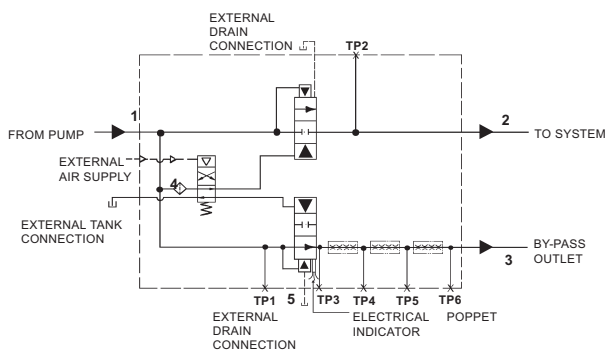 EXTERNAL
DRAIN
CONNECTION
TP2
1
2
FROM PUMP
TO SYSTEM
EXTERNAL
AIR SUPPLY
4
EXTERNAL TANK
CONNECTION
BY-PASS
OUTLET
3
TP1
5
TP3
TP4
TP5
TP6
POPPET
EXTERNAL
DRAIN
CONNECTION
ELECTRICAL
INDICATOR